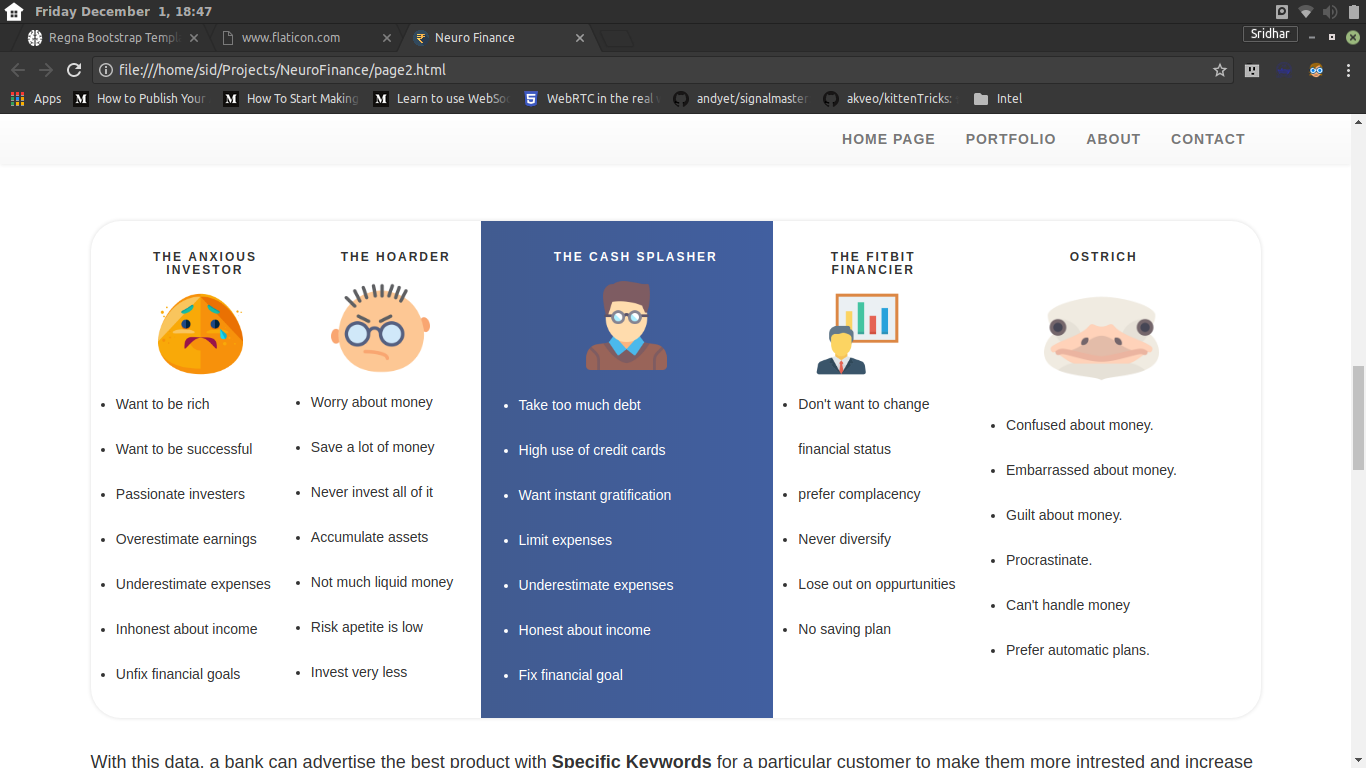 Friday December 1, 18:47
Regna Bootstrap Templ
www.flaticon.com
Neuro Finance
Sridhar
file:///home/sid/Projects/NeuroFinance/page2.html
Apps
How to Publish Your
How To Start Making
Learn to use WebSoc
WebRTC in the real w
andyet/signalmaster
akveo/kittenTricks:
Intel
HOME PAGE PORTFOLIO ABOUT CONTACT
THE ANXIOUS
INVESTOR
• Want to be rich
• Want to be successful
• Passionate investers
• Overestimate earnings
• Underestimate expenses
• Inhonest about income
• Unfix financial goals
THE HOARDER
• Worry about money
• Save a lot of money
• Never invest all of it
• Accumulate assets
• Not much liquid money
• Risk apetite is low
• Invest very less
THE CASH SPLASHER
• Take too much debt
• High use of credit cards
• Want instant gratification
• Limit expenses
• Underestimate expenses
• Honest about income
• Fix financial goal
THE FITBIT
FINANCIER
• Don't want to change
financial status
• prefer complacency
• Never diversify
• Lose out on oppurtunities
• No saving plan
OSTRICH
• Confused about money.
• Embarrassed about money.
• Guilt about money.
• Procrastinate.
• Can't handle money
• Prefer automatic plans.
With this data, a bank can advertise the best product with Specific Keywords for a particular customer to make them more intrested and increase